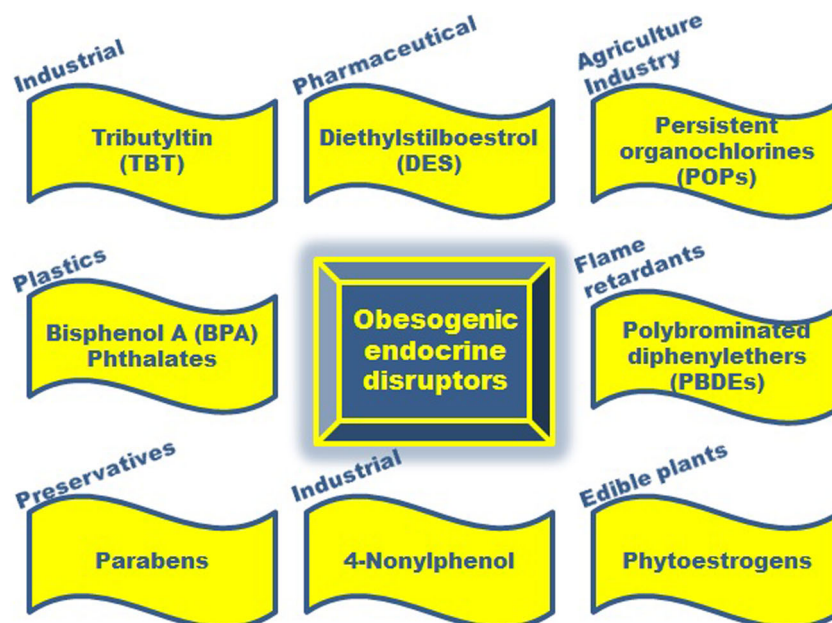 Industrial
Tributyltin
(TBT)
Pharmaceutical
Diethylstilboestrol
(DES)
Agriculture
Industry
Persistent
organochlorines
(POPs)
Plastics
Bisphenol A (BPA)
Phthalates
Obesogenic
endocrine
disruptors
Flame
retardants
Polybrominated
diphenylethers
(PBDEs)
Preservatives
Parabens
Industrial
4-Nonylphenol
Edible plants
Phytoestrogens